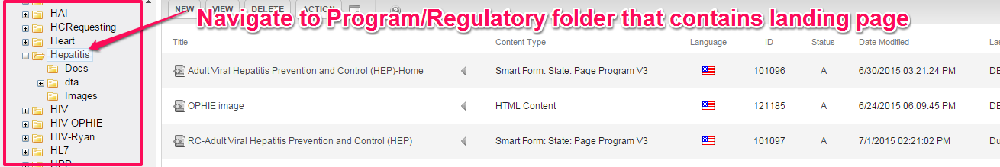 HAI
HCRequesting
Heart
Hepatitis
Docs
dta
Images
HIV
HIV-OPHIE
HIV-Ryan
HL7
NEW VIEW DELETE ACTION
Navigate to Program/Regulatory folder that contains landing page
Title Content Type Language ID Status Date Modified
Adult Viral Hepatitis Prevention and Control (HEP)-Home Smart Form: State: Page Program V3 101096 A 6/30/2015 03:21:24 PM
OPHIE image HTML Content 121185 A 6/24/2015 06:09:45 PM
RC-Adult Viral Hepatitis Prevention and Control (HEP) Smart Form: State: Page Program V3 101097 A 7/1/2015 02:21:02 PM